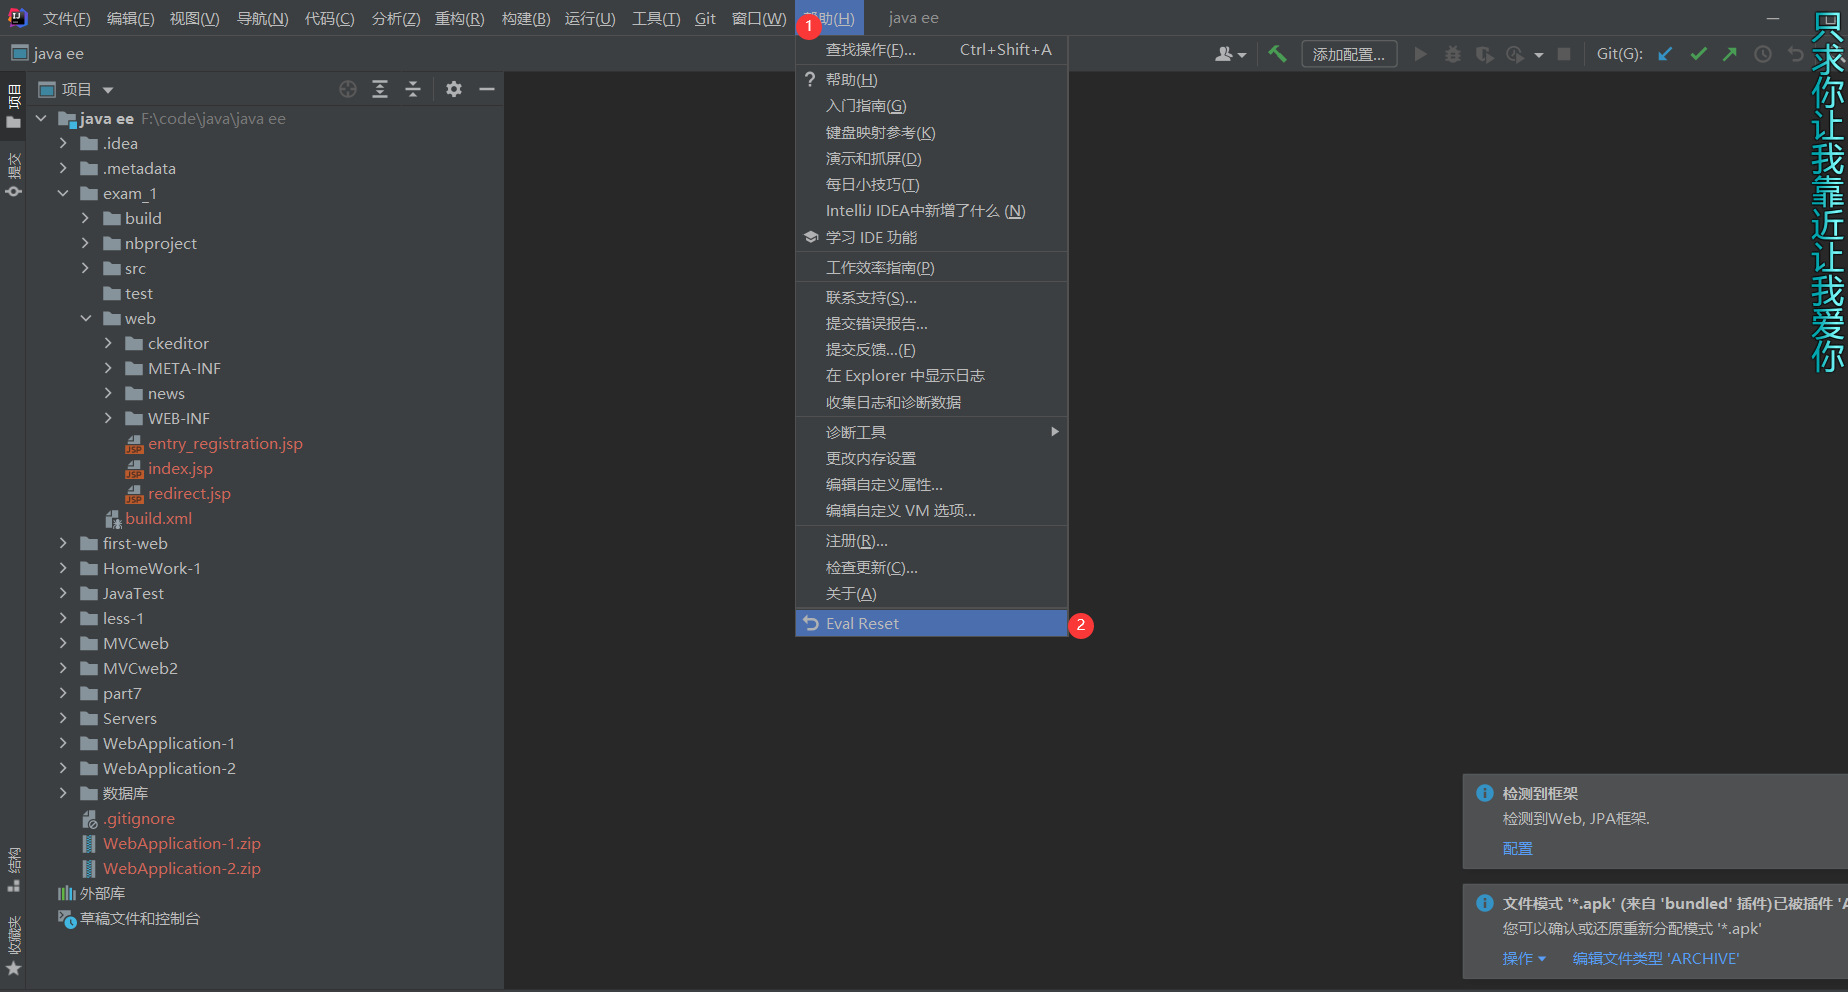 文件(F) 编辑(E) 视图(V) 导航(N) 代码(C) 分析(Z) 重构(R) 构建(B) 运行(U) 工具(T) Git 窗口(W) 帮助(H) java ee
1
java ee
添加配置...
Git(G):
项目
查找操作(F)... Ctrl+Shift+A
帮助(H)
入门指南(G)
键盘映射参考(K)
演示和抓屏(D)
每日小技巧(T)
IntelliJ IDEA中新增了什么 (N)
学习 IDE 功能
工作效率指南(P)
联系支持(S)...
提交错误报告...
提交反馈...(F)
在 Explorer 中显示日志
收集日志和诊断数据
诊断工具
更改内存设置
编辑自定义属性...
编辑自定义 VM 选项...
注册(R)...
检查更新(C)...
关于(A)
Eval Reset
2
项目
提交
结构
收藏夹
java ee F:\code\java\java ee
.idea
.metadata
exam_1
build
nbproject
src
test
web
ckeditor
META-INF
news
WEB-INF
entry_registration.jsp
index.jsp
redirect.jsp
build.xml
first-web
HomeWork-1
JavaTest
less-1
MVCweb
MVCweb2
part7
Servers
WebApplication-1
WebApplication-2
数据库
.gitignore
WebApplication-1.zip
WebApplication-2.zip
外部库
草稿文件和控制台
只求你让我靠近让我爱你
检测到框架
检测到Web, JPA框架.
配置
文件模式 '*.apk' (来自 'bundled' 插件)已被插件 'A
您可以确认或还原重新分配模式 '*.apk'
操作 编辑文件类型 'ARCHIVE'